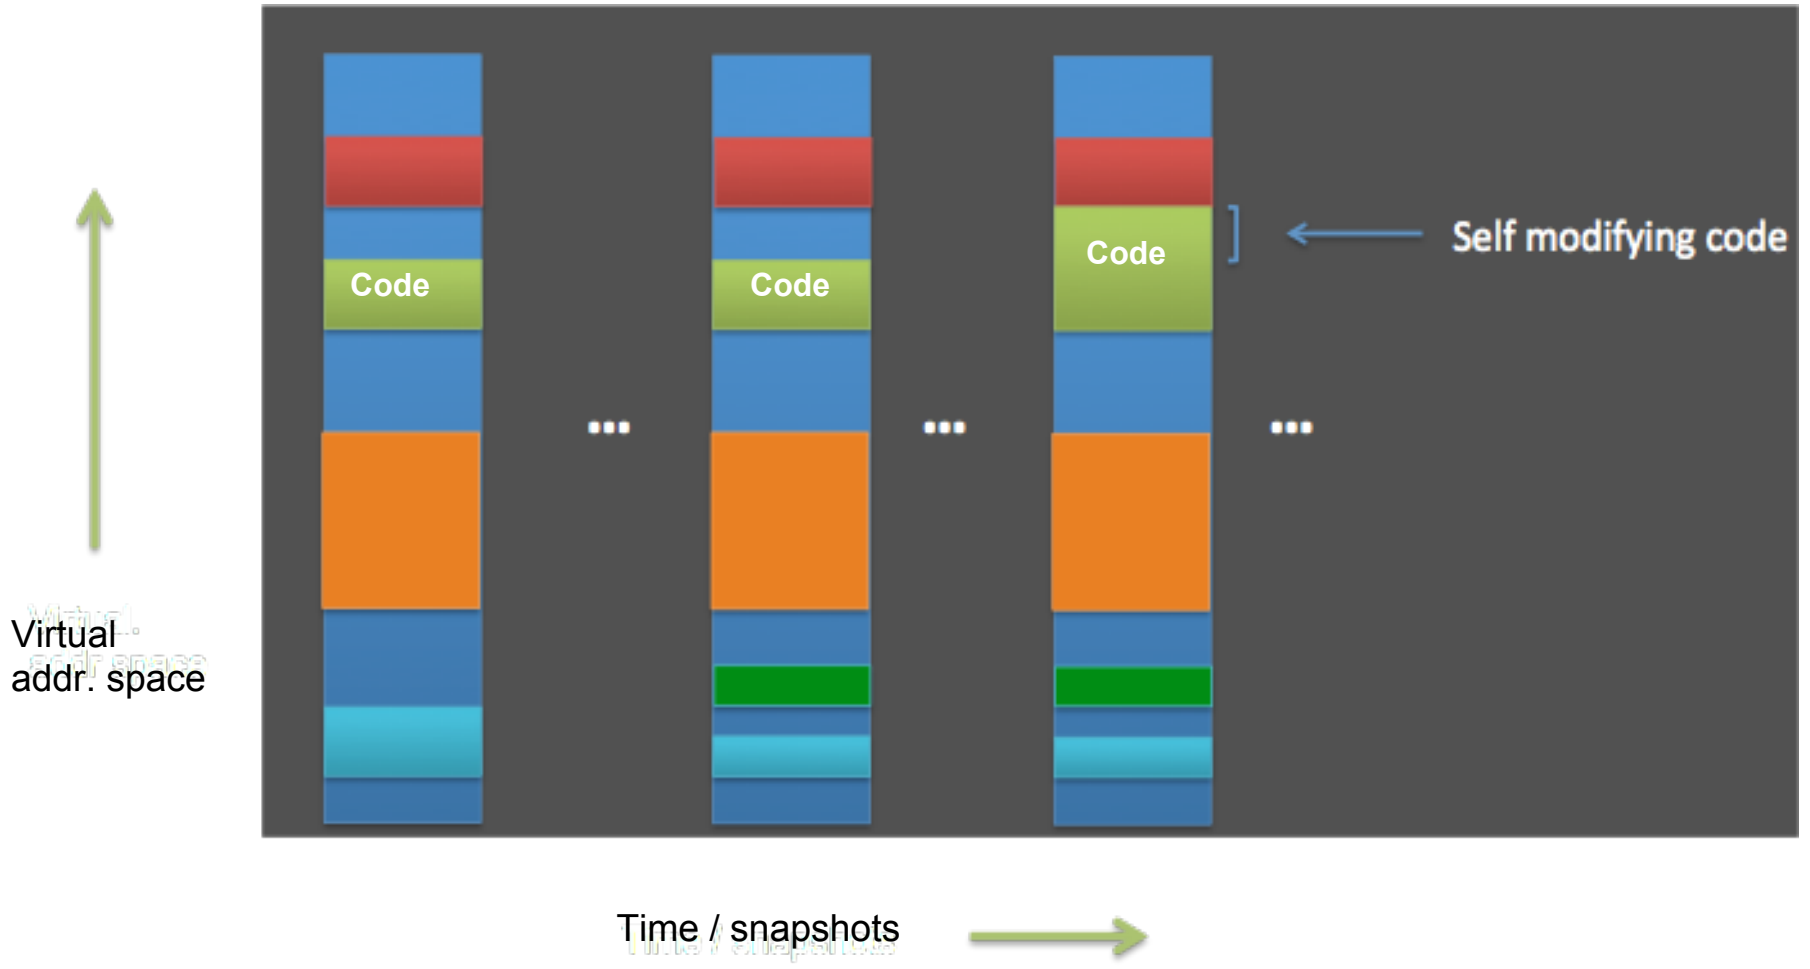 Code
Code
Code
Self modifying code
...
...
...
Virtual
addr. space
Time / snapshots